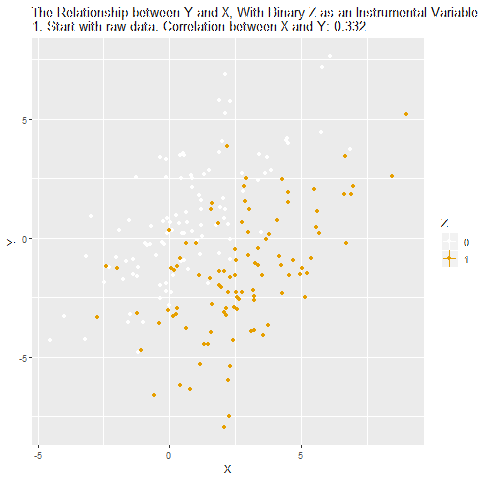 The Relationship between Y and X, With Binary Z as an Instrumental Variable
1. Start with raw data. Correlation between X and Y: 0.332
5
0
-5
Y
-5 0 5
X
Z
0
1